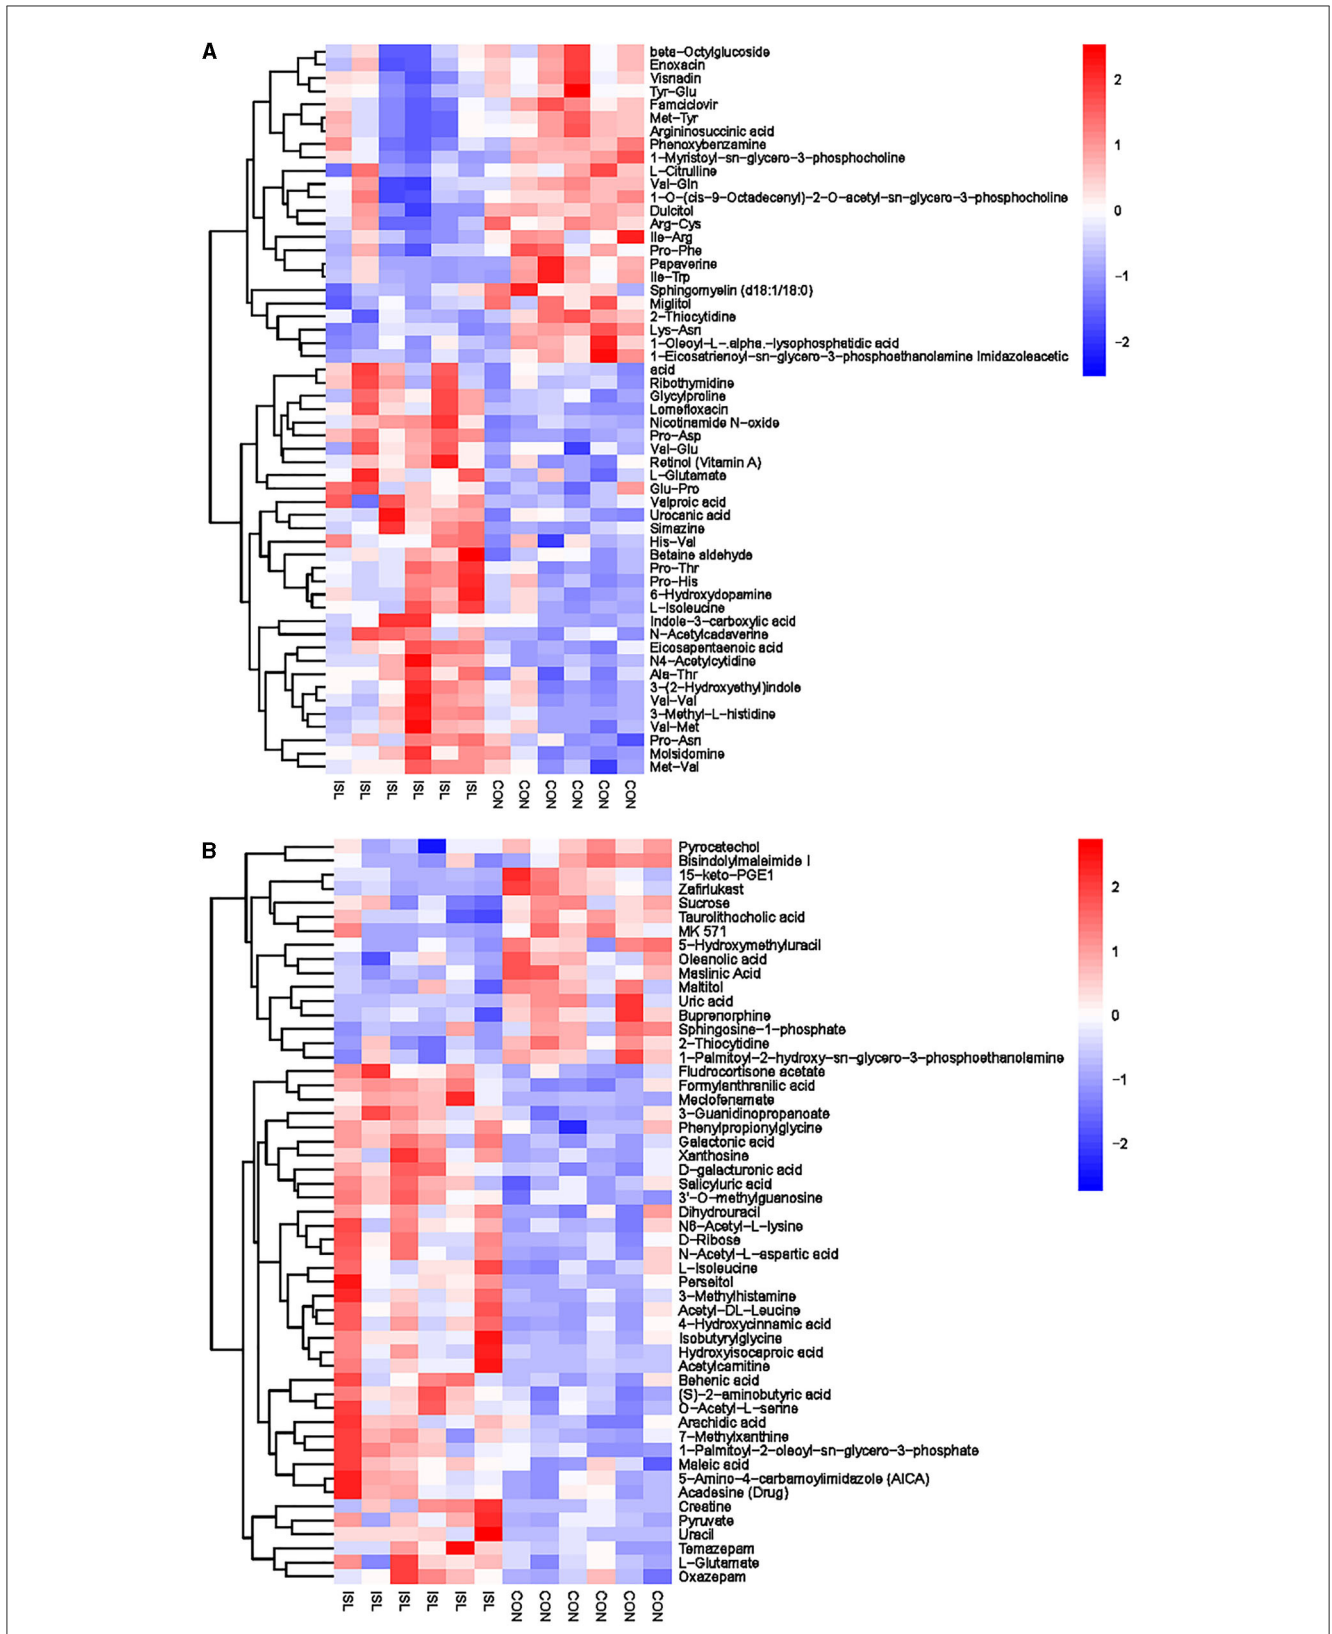 A
beta-Octylglucoside
Enoxacin
Visnadin
Tyr-Glu
Famciclovir
Met-Tyr
Argininosuccinic acid
Phenoxybenzamine
1-Myristoyl-sn-glycero-3-phosphocholine
L-Citrulline
Val-Gln
1-O-(cis-9-Octadecenyl)-2-O-acetyl-sn-glycero-3-phosphocholine
Dulcitol
Arg-Cys
Ile-Arg
Pro-Phe
Papaverine
Ile-Trp
Sphingomyelin (d18:1/18:0)
Miglitol
2-Thiocytidine
Lys-Asn
1-Oleoyl-L-.alpha.-lysophosphatidic acid
1-Eicosatrienoyl-sn-glycero-3-phosphoethanolamine Imidazoleacetic
acid
Ribothymidine
Glycylproline
Lomefloxacin
Nicotinamide N-oxide
Pro-Asp
Val-Glu
Retinol (Vitamin A)
L-Glutamate
Glu-Pro
Valproic acid
Urocanic acid
Simazine
His-Val
Betaine aldehyde
Pro-Thr
Pro-His
6-Hydroxydopamine
L-Isoleucine
Indole-3-carboxylic acid
N-Acetylcadaverine
Eicosapentaenoic acid
N4-Acetylcytidine
Ala-Thr
3-(2-Hydroxyethyl)indole
Val-Val
3-Methyl-L-histidine
Val-Met
Pro-Asn
Molsidomine
Met-Val
2
1
0
-1
-2
ISL ISL ISL ISL ISL ISL CON CON CON CON CON CON
B
Pyrocatechol
Bisindolylmaleimide I
15-keto-PGE1
Zafirlukast
Sucrose
Taurolithocholic acid
MK 571
5-Hydroxymethyluracil
Oleanolic acid
Maslinic Acid
Maltitol
Uric acid
Buprenorphine
Sphingosine-1-phosphate
2-Thiocytidine
1-Palmitoyl-2-hydroxy-sn-glycero-3-phosphoethanolamine
Fludrocortisone acetate
Formylanthranilic acid
Meclofenamate
3-Guanidinopropanoate
Phenylpropionylglycine
Galactonic acid
Xanthosine
D-galacturonic acid
Salicyluric acid
3'-O-methylguanosine
Dihydrouracil
N6-Acetyl-L-lysine
D-Ribose
N-Acetyl-L-aspartic acid
L-Isoleucine
Perseitol
3-Methylhistamine
Acetyl-DL-Leucine
4-Hydroxycinnamic acid
Isobutyrylglycine
Hydroxyisocaproic acid
Acetylcarnitine
Behenic acid
(S)-2-aminobutyric acid
O-Acetyl-L-serine
Arachidic acid
7-Methylxanthine
1-Palmitoyl-2-oleoyl-sn-glycero-3-phosphate
Maleic acid
5-Amino-4-carbamoylimidazole (AICA)
Acadesine (Drug)
Creatine
Pyruvate
Uracil
Temazepam
L-Glutamate
Oxazepam
2
1
0
-1
-2
ISL ISL ISL ISL ISL ISL CON CON CON CON CON CON